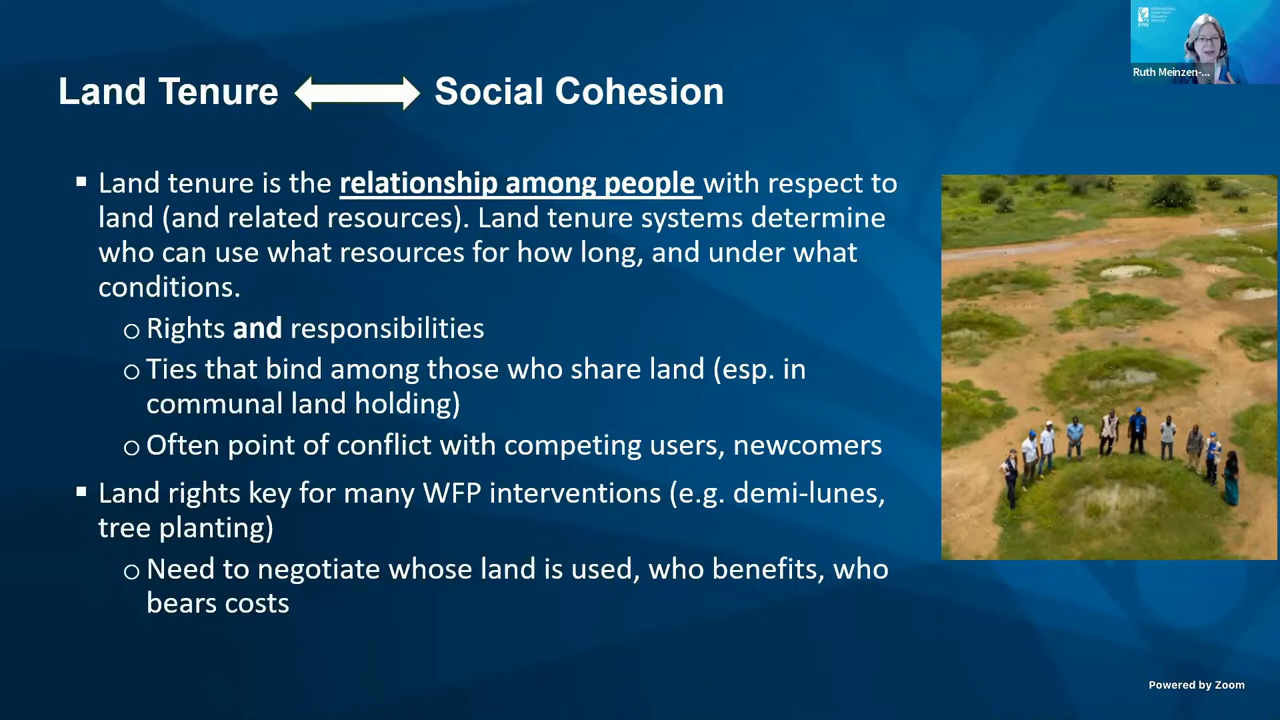 Land Tenure Social Cohesion
▪ Land tenure is the relationship among people with respect to
land (and related resources). Land tenure systems determine
who can use what resources for how long, and under what
conditions.
○ Rights and responsibilities
○ Ties that bind among those who share land (esp. in
communal land holding)
○ Often point of conflict with competing users, newcomers
▪ Land rights key for many WFP interventions (e.g. demi-lunes,
tree planting)
○ Need to negotiate whose land is used, who benefits, who
bears costs
Ruth Meinzen-...
Powered by Zoom